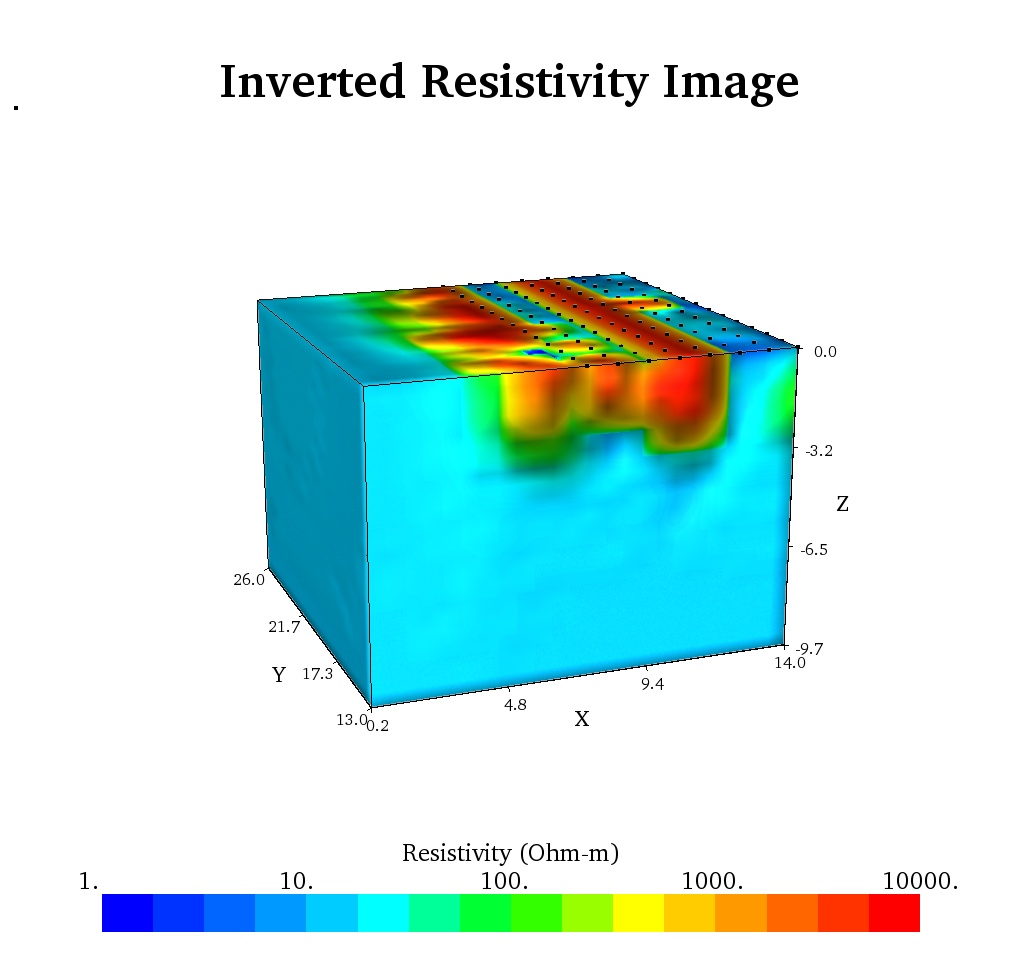 Inverted Resistivity Image
0.0
-3.2
Z
-6.5
26.0
21.7
-9.7
14.0
Y 17.3
9.4
4.8
13.0
0.2
X
Resistivity (Ohm-m)
1. 10. 100. 1000. 10000.